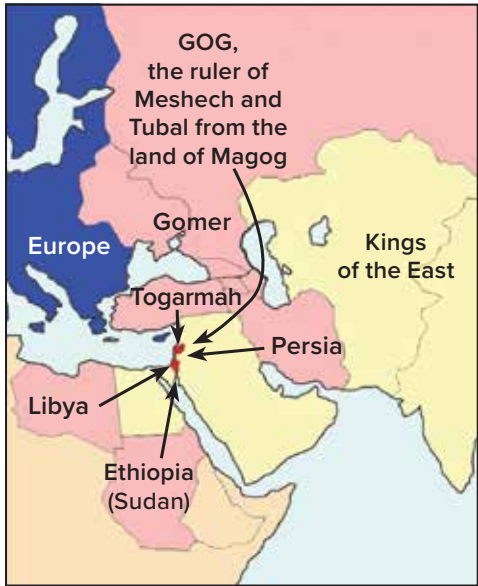 GOG,
the ruler of
Meshech and
Tubal from the
land of Magog
Gomer
Europe
Kings
of the East
Togarmah
Persia
Libya
Ethiopia
(Sudan)